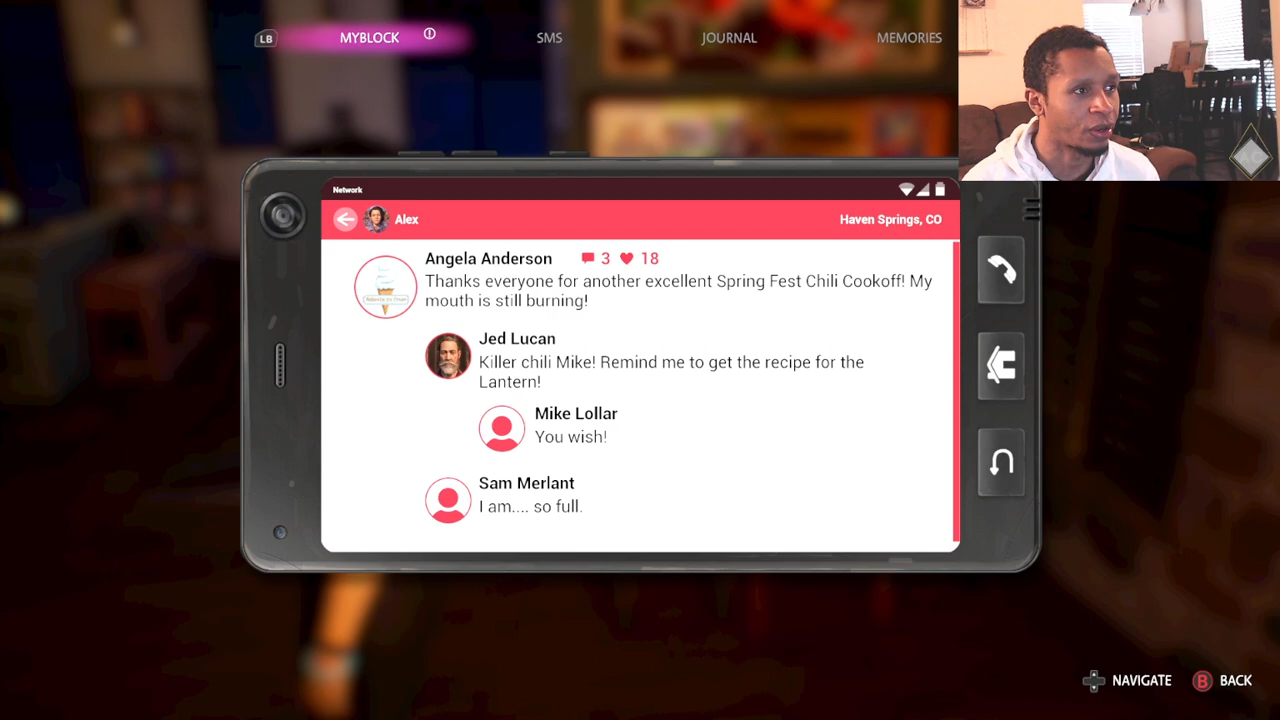 LB MYBLOCK SMS JOURNAL MEMORIES
Network
Alex Haven Springs, CO
Angela Anderson 3 18
Thanks everyone for another excellent Spring Fest Chili Cookoff! My
mouth is still burning!
Jed Lucan
Killer chili Mike! Remind me to get the recipe for the
Lantern!
Mike Lollar
You wish!
Sam Merlant
I am.... so full.
NAVIGATE B BACK